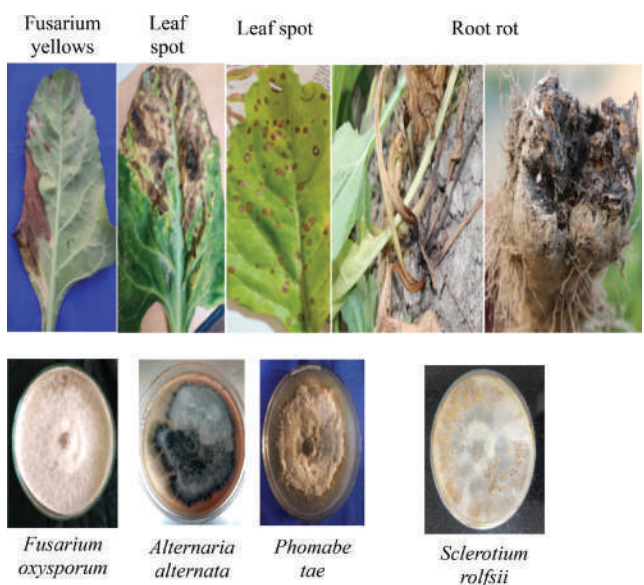 Fusarium
yellows
Leaf
spot
Leaf spot
Root rot
Fusarium
oxysporum
Alternaria
alternata
Phomabe
tae
Sclerotium
rolfsii